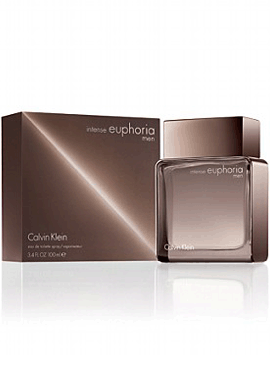 intense euphoria
men
Calvin Klein
eau de toilette spray / vaporisateur
3.4 FL OZ 100 ml e
intense euphoria
men
Calvin Klein